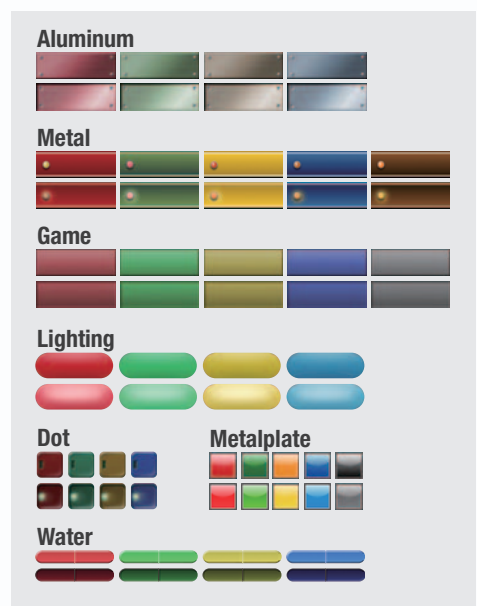 Aluminum
Metal
Game
Lighting
Dot
Metalplate
Water